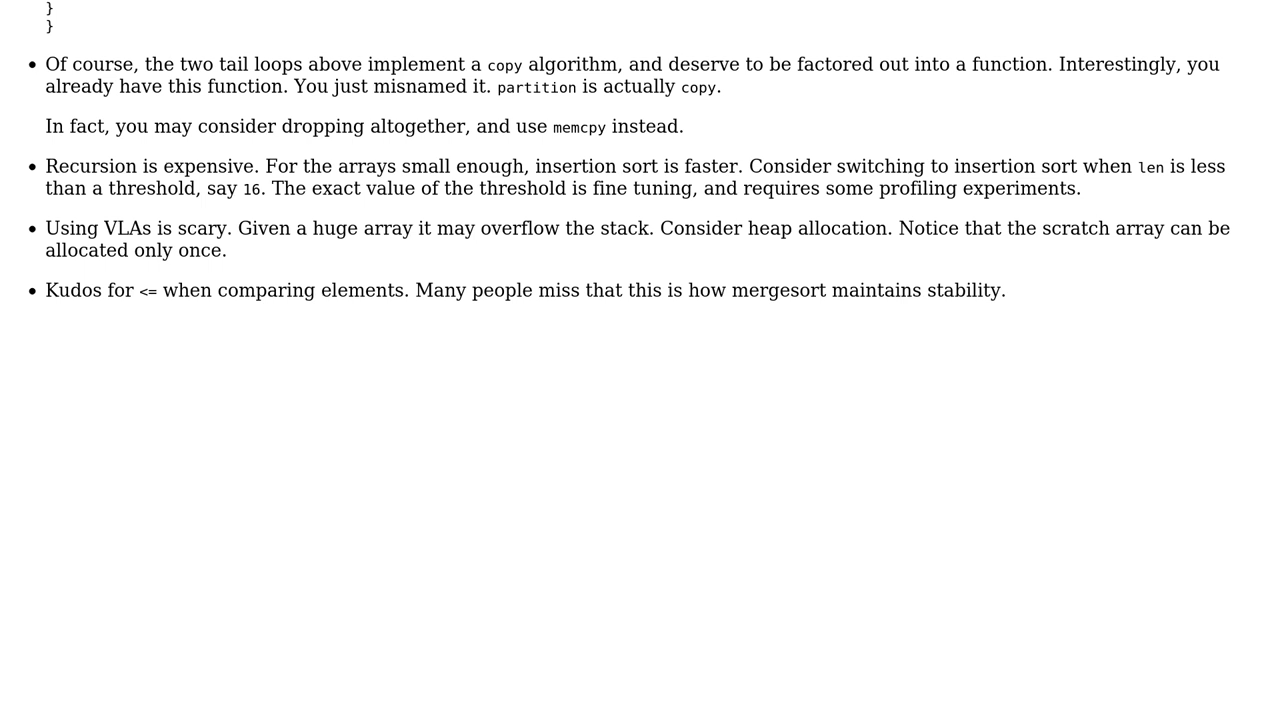 }
}
• Of course, the two tail loops above implement a copy algorithm, and deserve to be factored out into a function. Interestingly, you
already have this function. You just misnamed it. partition is actually copy.
In fact, you may consider dropping altogether, and use memcpy instead.
• Recursion is expensive. For the arrays small enough, insertion sort is faster. Consider switching to insertion sort when len is less
than a threshold, say 16. The exact value of the threshold is fine tuning, and requires some profiling experiments.
• Using VLAs is scary. Given a huge array it may overflow the stack. Consider heap allocation. Notice that the scratch array can be
allocated only once.
• Kudos for <= when comparing elements. Many people miss that this is how mergesort maintains stability.